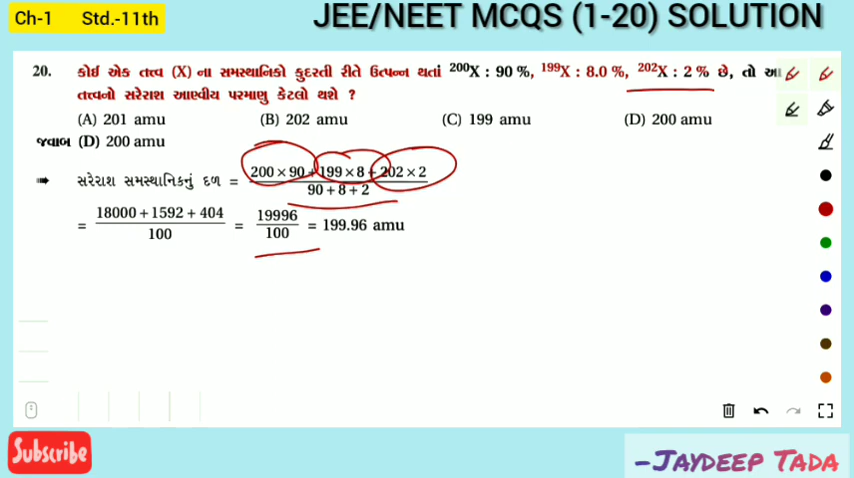 Ch-1 Std.-11th
JEE/NEET MCQS (1-20) SOLUTION
20. કોઈ એક તત્ત્વ (X) ના સમસ્થાનિકો કુદરતી રીતે ઉત્પન્ન થતાં ²⁰⁰X : 90 %, ¹⁹⁹X : 8.0 %, ²⁰²X : 2 % છે, તો આ
તત્ત્વનો સરેરાશ આણ્વીય પરમાણુ કેટલો થશે ?
(A) 201 amu (B) 202 amu (C) 199 amu (D) 200 amu
જવાબ (D) 200 amu
➠ સરેરાશ સમસ્થાનિકનું દળ = 200 × 90 + 199 × 8 + 202 × 2
90 + 8 + 2
= 18000 + 1592 + 404 / 100 = 19996 / 100 = 199.96 amu
Subscribe
-JAYDEEP TADA